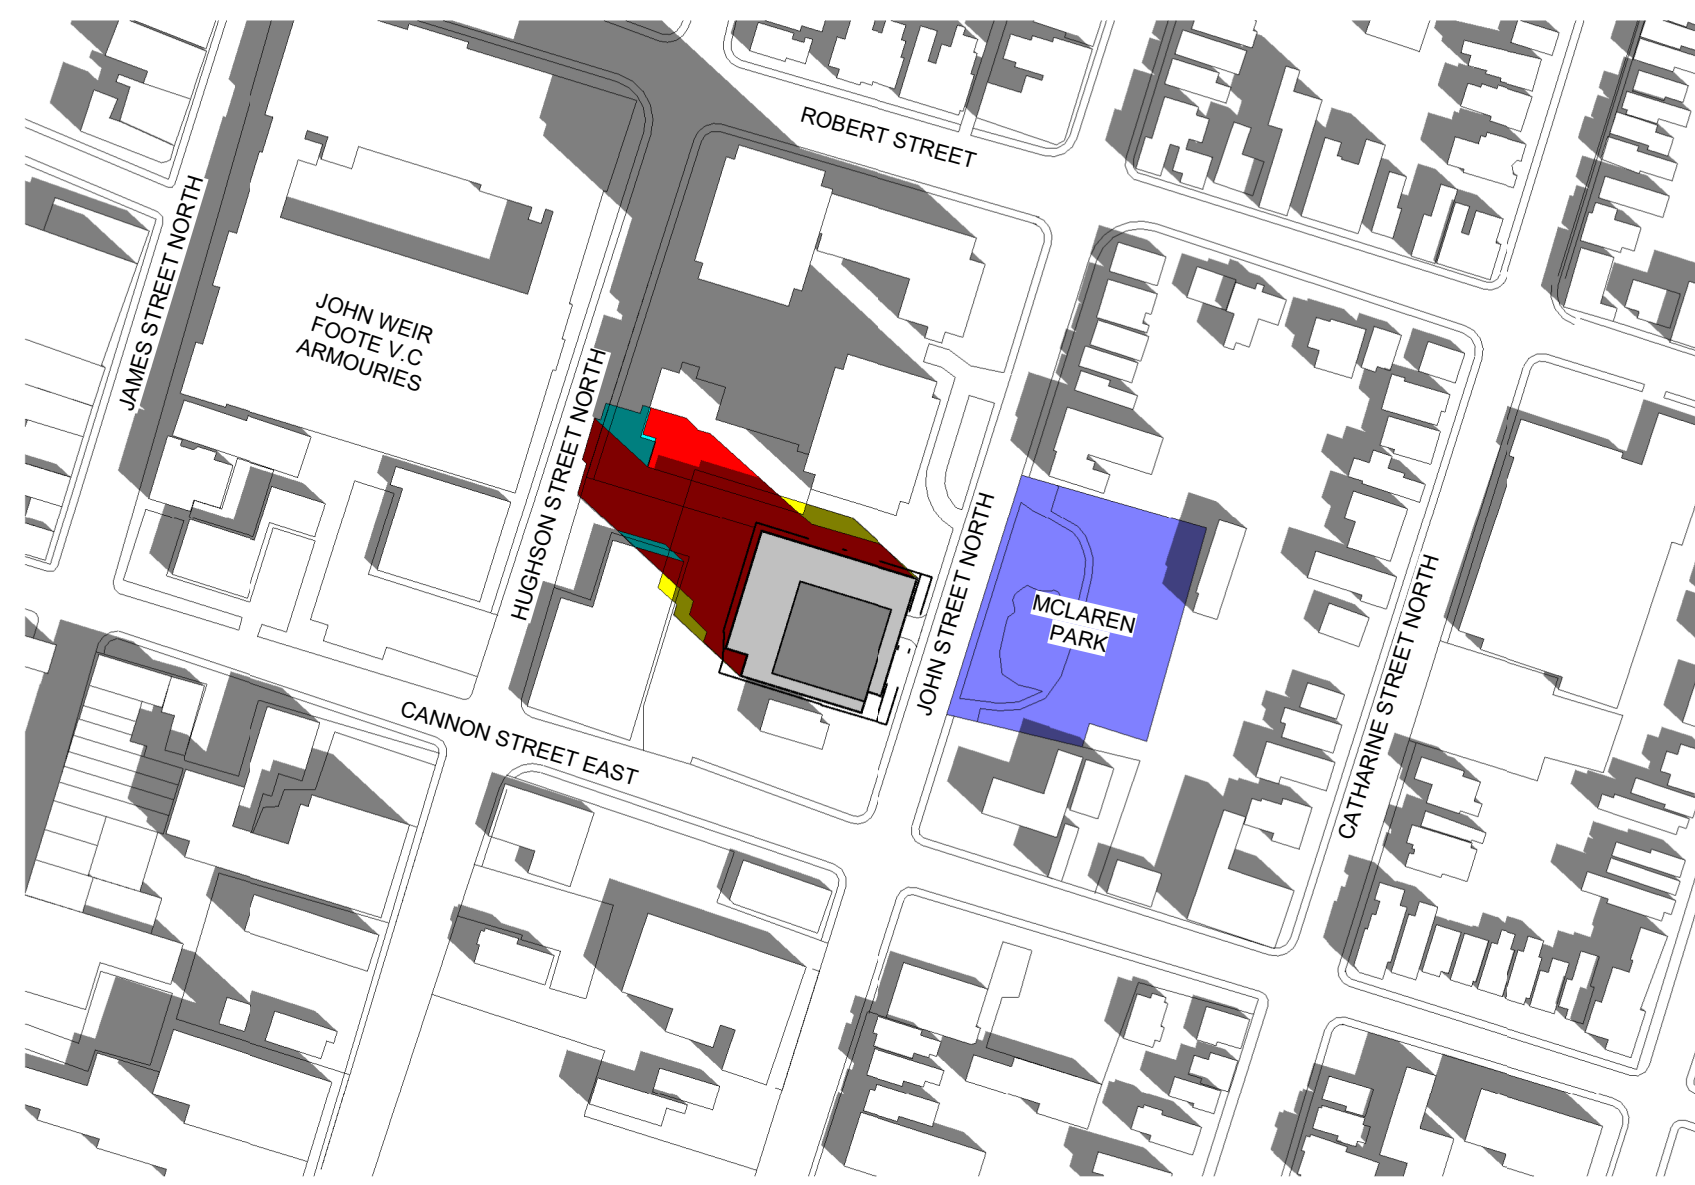 ROBERT STREET
JAMES STREET NORTH
JOHN WEIR
FOOTE V.C
ARMOURIES
HUGHSON STREET NORTH
JOHN STREET NORTH
MCLAREN
PARK
CATHARINE STREET NORTH
CANNON STREET EAST